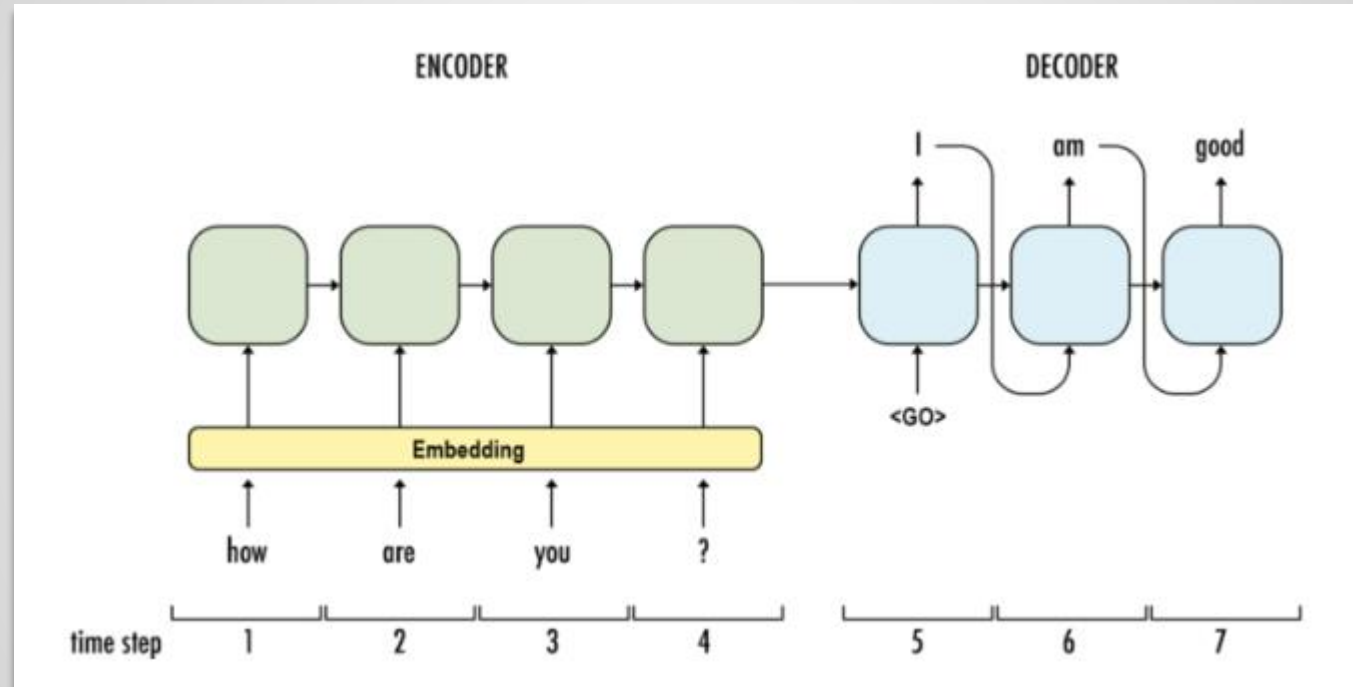 ENCODER DECODER
I am good
<GO>
Embedding
how are you ?
time step 1 2 3 4 5 6 7